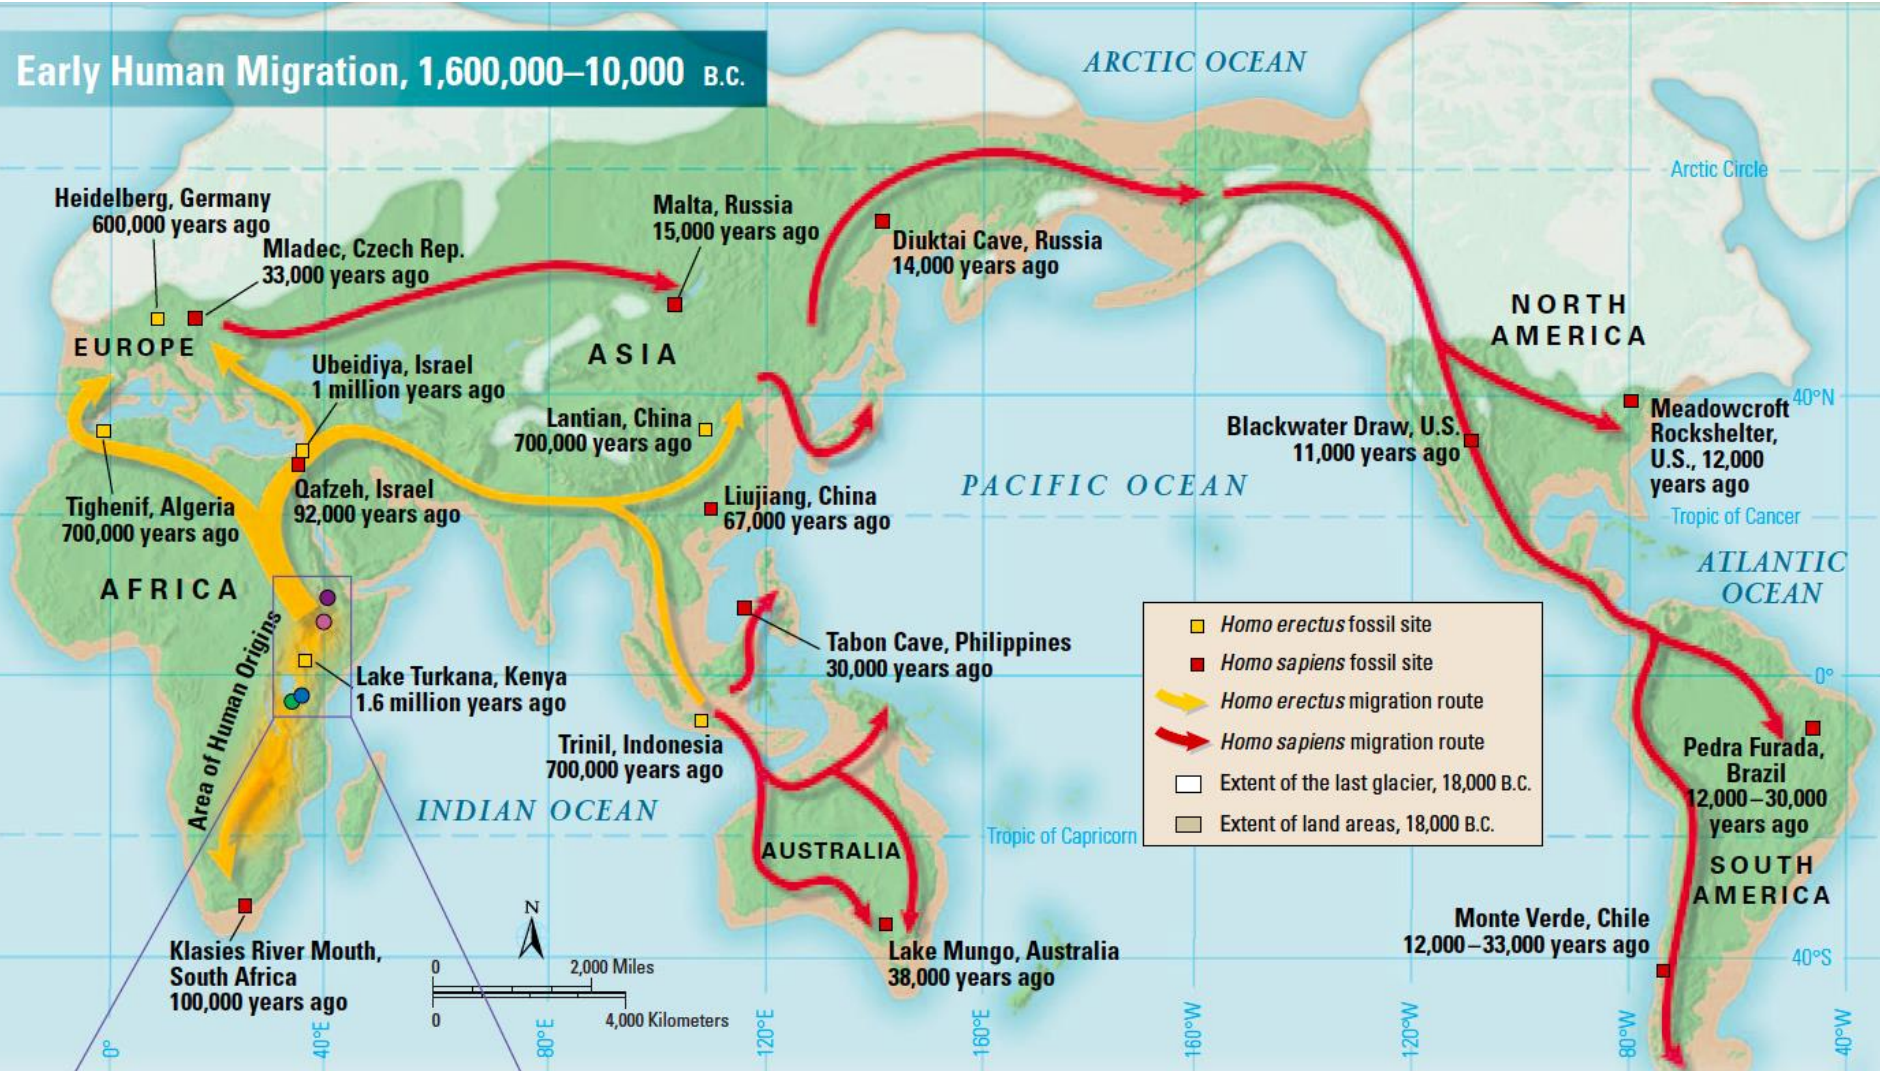 Early Human Migration, 1,600,000–10,000 B.C.
ARCTIC OCEAN
Arctic Circle
Heidelberg, Germany
600,000 years ago
Mladec, Czech Rep.
33,000 years ago
Malta, Russia
15,000 years ago
Diuktai Cave, Russia
14,000 years ago
NORTH
AMERICA
EUROPE
ASIA
Ubeidiya, Israel
1 million years ago
Lantian, China
700,000 years ago
40°N
Meadowcroft
Rockshelter,
U.S., 12,000
years ago
Blackwater Draw, U.S.
11,000 years ago
PACIFIC OCEAN
Tighenif, Algeria
700,000 years ago
Qafzeh, Israel
92,000 years ago
Liujiang, China
67,000 years ago
Tropic of Cancer
ATLANTIC
OCEAN
AFRICA
Area of Human Origins
Lake Turkana, Kenya
1.6 million years ago
Tabon Cave, Philippines
30,000 years ago
Homo erectus fossil site
Homo sapiens fossil site
Homo erectus migration route
Homo sapiens migration route
Extent of the last glacier, 18,000 B.C.
Extent of land areas, 18,000 B.C.
0°
Trinil, Indonesia
700,000 years ago
Pedra Furada,
Brazil
12,000–30,000
years ago
INDIAN OCEAN
Tropic of Capricorn
AUSTRALIA
SOUTH
AMERICA
Klasies River Mouth,
South Africa
100,000 years ago
N
0 2,000 Miles
0 4,000 Kilometers
Lake Mungo, Australia
38,000 years ago
Monte Verde, Chile
12,000–33,000 years ago
40°S
0°
40°E
80°E
120°E
160°E
160°W
120°W
80°W
40°W